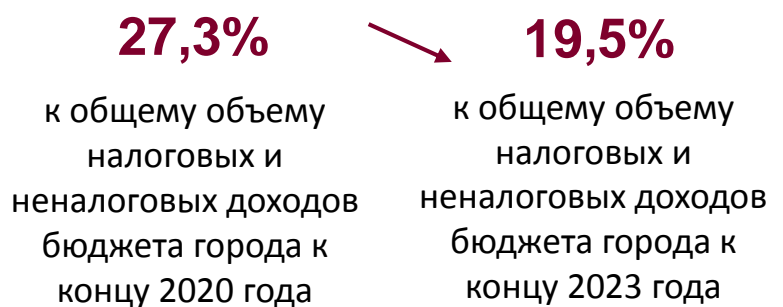 27,3%
к общему объему
налоговых и
неналоговых доходов
бюджета города к
концу 2020 года
19,5%
к общему объему
налоговых и
неналоговых доходов
бюджета города к
концу 2023 года